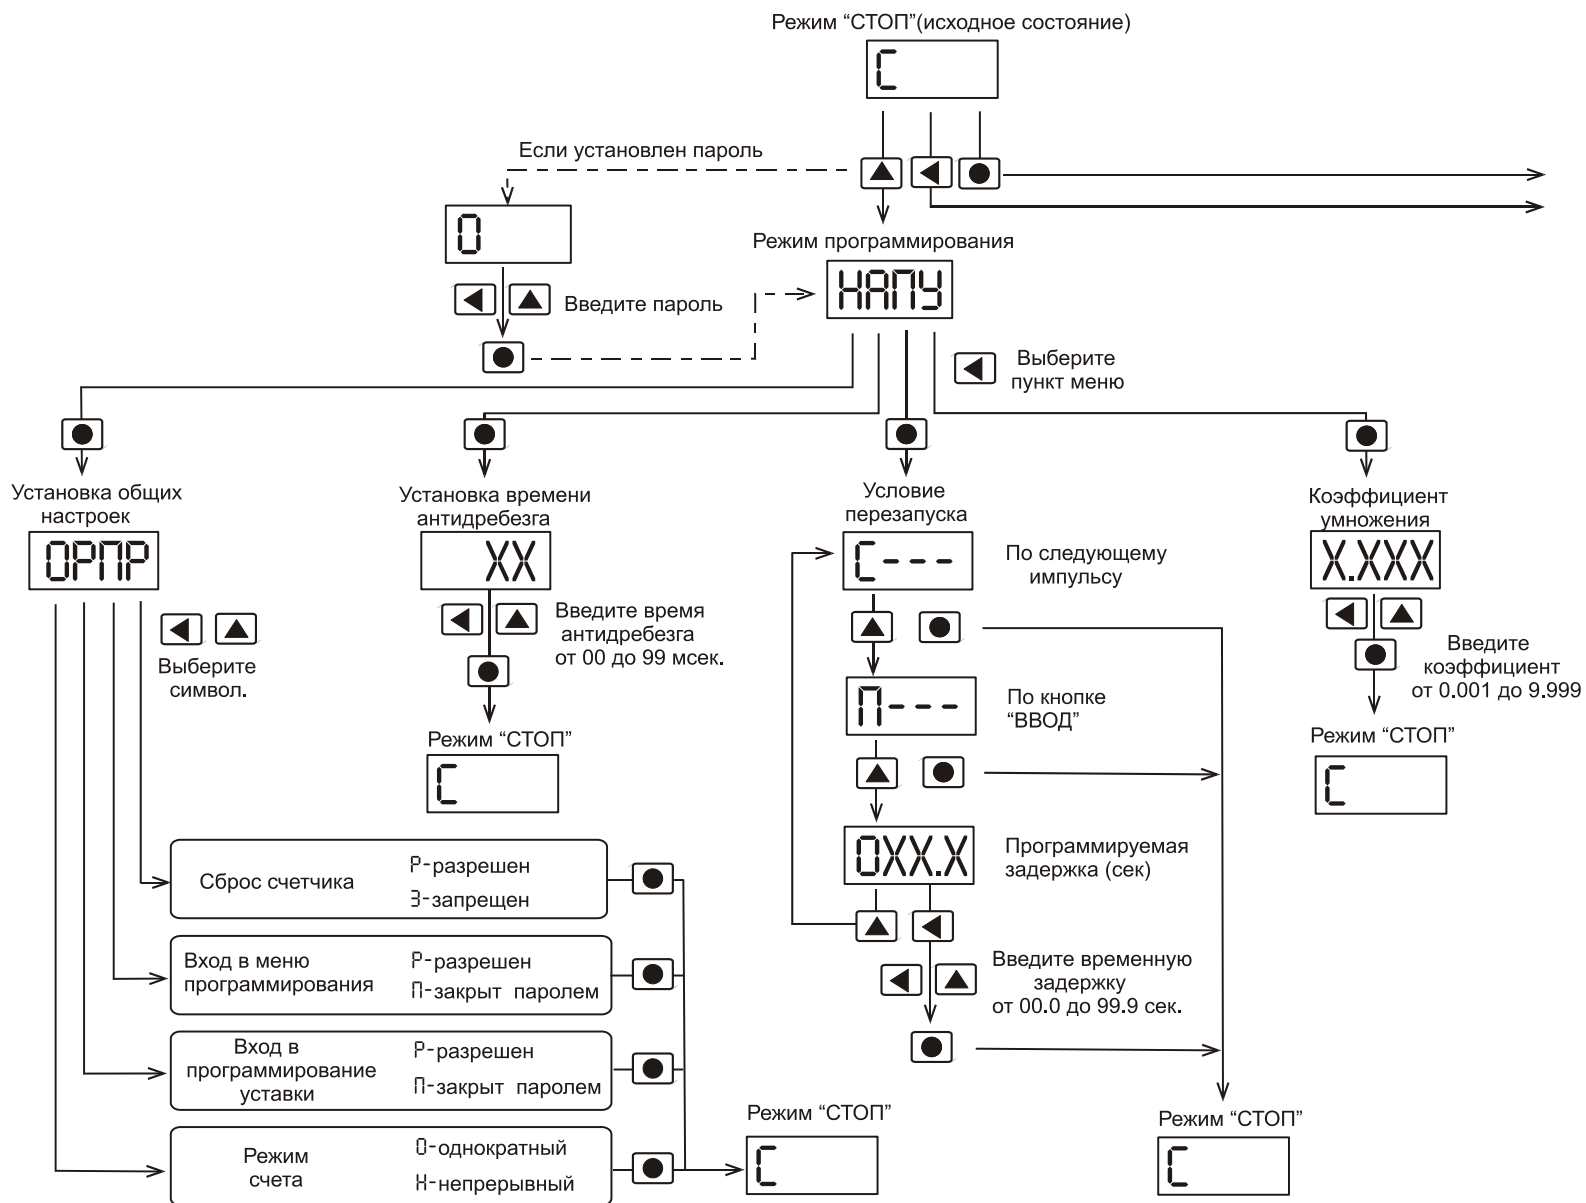 Режим “СТОП”(исходное состояние)
С
Если установлен пароль
0
Режим программирования
НАПУ
Введите пароль
Выберите
пункт меню
Установка общих
настроек
ОРПР
Установка времени
антидребезга
XX
Условие
перезапуска
С---
По следующему
импульсу
Коэффициент
умножения
X.XXX
Выберите
символ.
Введите время
антидребезга
от 00 до 99 мсек.
Введите
коэффициент
от 0.001 до 9.999
П---
По кнопке
“ВВОД”
Режим “СТОП”
С
Режим “СТОП”
С
0XX.X
Программируемая
задержка (сек)
Сброс счетчика
Р-разрешен
З-запрещен
Вход в меню
программирования
Р-разрешен
П-закрыт паролем
Введите временную
задержку
от 00.0 до 99.9 сек.
Вход в
программирование
уставки
Р-разрешен
П-закрыт паролем
Режим
счета
О-однократный
Н-непрерывный
Режим “СТОП”
С
Режим “СТОП”
С